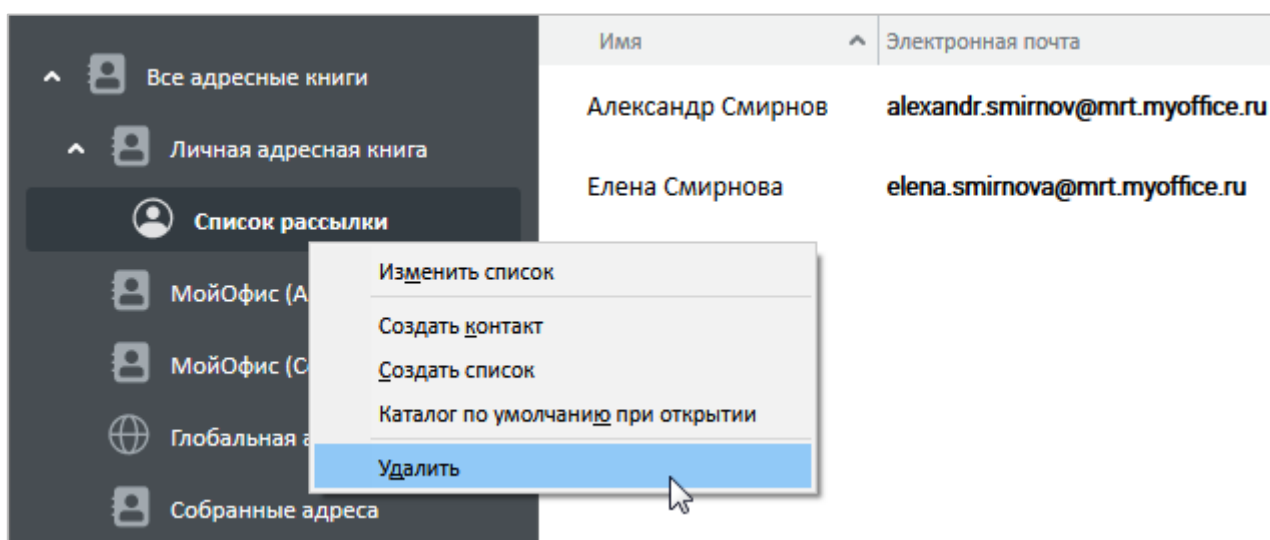 Имя
Электронная почта
Все адресные книги
Александр Смирнов
alexandr.smirnov@mrt.myoffice.ru
Личная адресная книга
Елена Смирнова
elena.smirnova@mrt.myoffice.ru
Список рассылки
Изменить список
МойОфис (А
Создать контакт
МойОфис (С
Создать список
Каталог по умолчанию при открытии
Глобальная а
Удалить
Собранные адреса